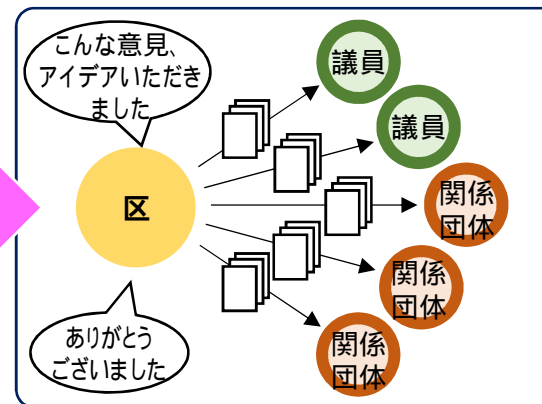 こんな意見、
アイデアいただき
ました
議員
議員
区
関係
団体
関係
団体
関係
団体
ありがとう
ございました